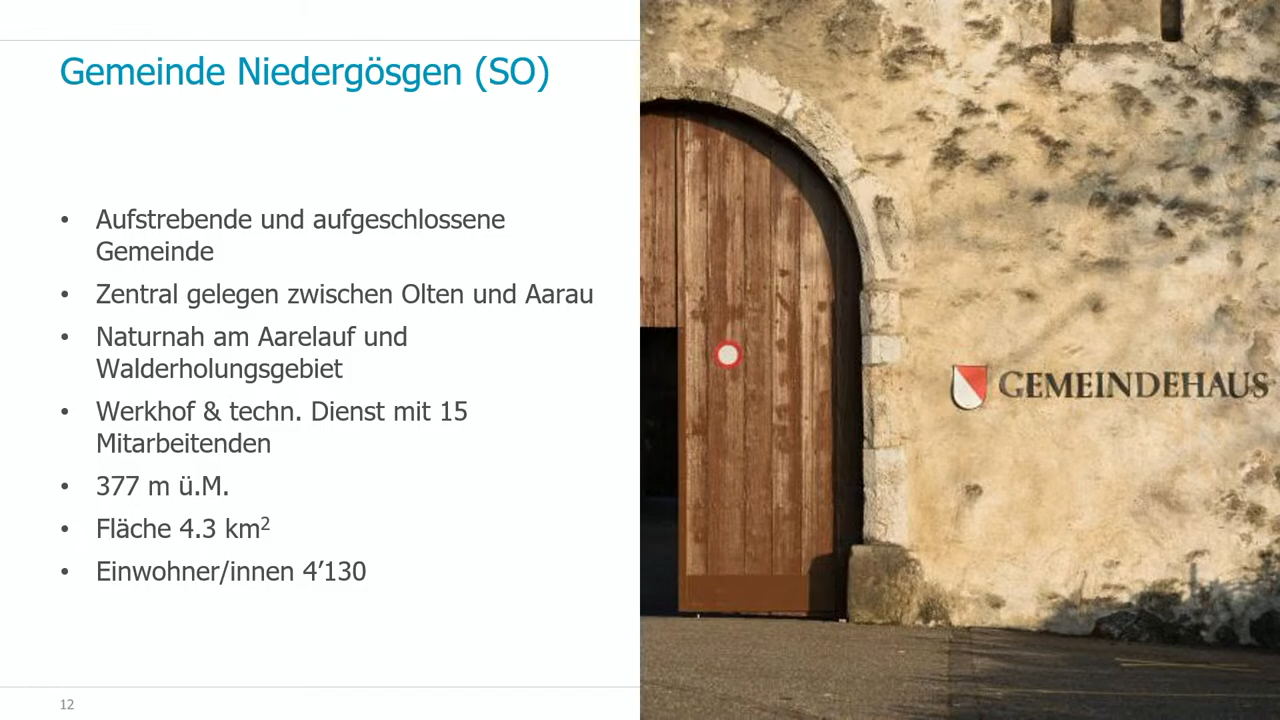 Gemeinde Niedergösgen (SO)
• Aufstrebende und aufgeschlossene
Gemeinde
• Zentral gelegen zwischen Olten und Aarau
• Naturnah am Aarelauf und
Walderholungsgebiet
• Werkhof & techn. Dienst mit 15
Mitarbeitenden
• 377 m ü.M.
• Fläche 4.3 km²
• Einwohner/innen 4’130
GEMEINDEHAUS
12